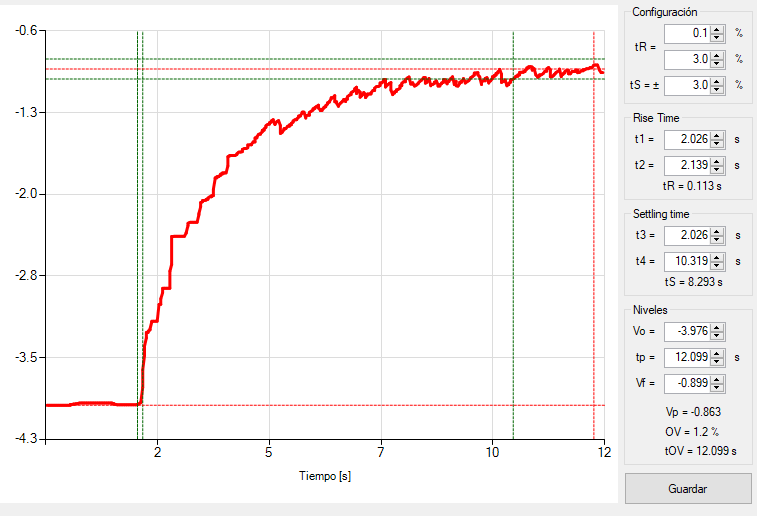 -0.6
-1.3
-2.0
-2.8
-3.5
-4.3
2
5
7
10
12
Tiempo [s]
Configuración
0.1 %
tR =
3.0 %
tS = ± 3.0 %
Rise Time
t1 = 2.026 s
t2 = 2.139 s
tR = 0.113 s
Settling time
t3 = 2.026 s
t4 = 10.319 s
tS = 8.293 s
Niveles
Vo = -3.976
tp = 12.099 s
Vf = -0.899
Vp = -0.863
OV = 1.2 %
tOV = 12.099 s
Guardar